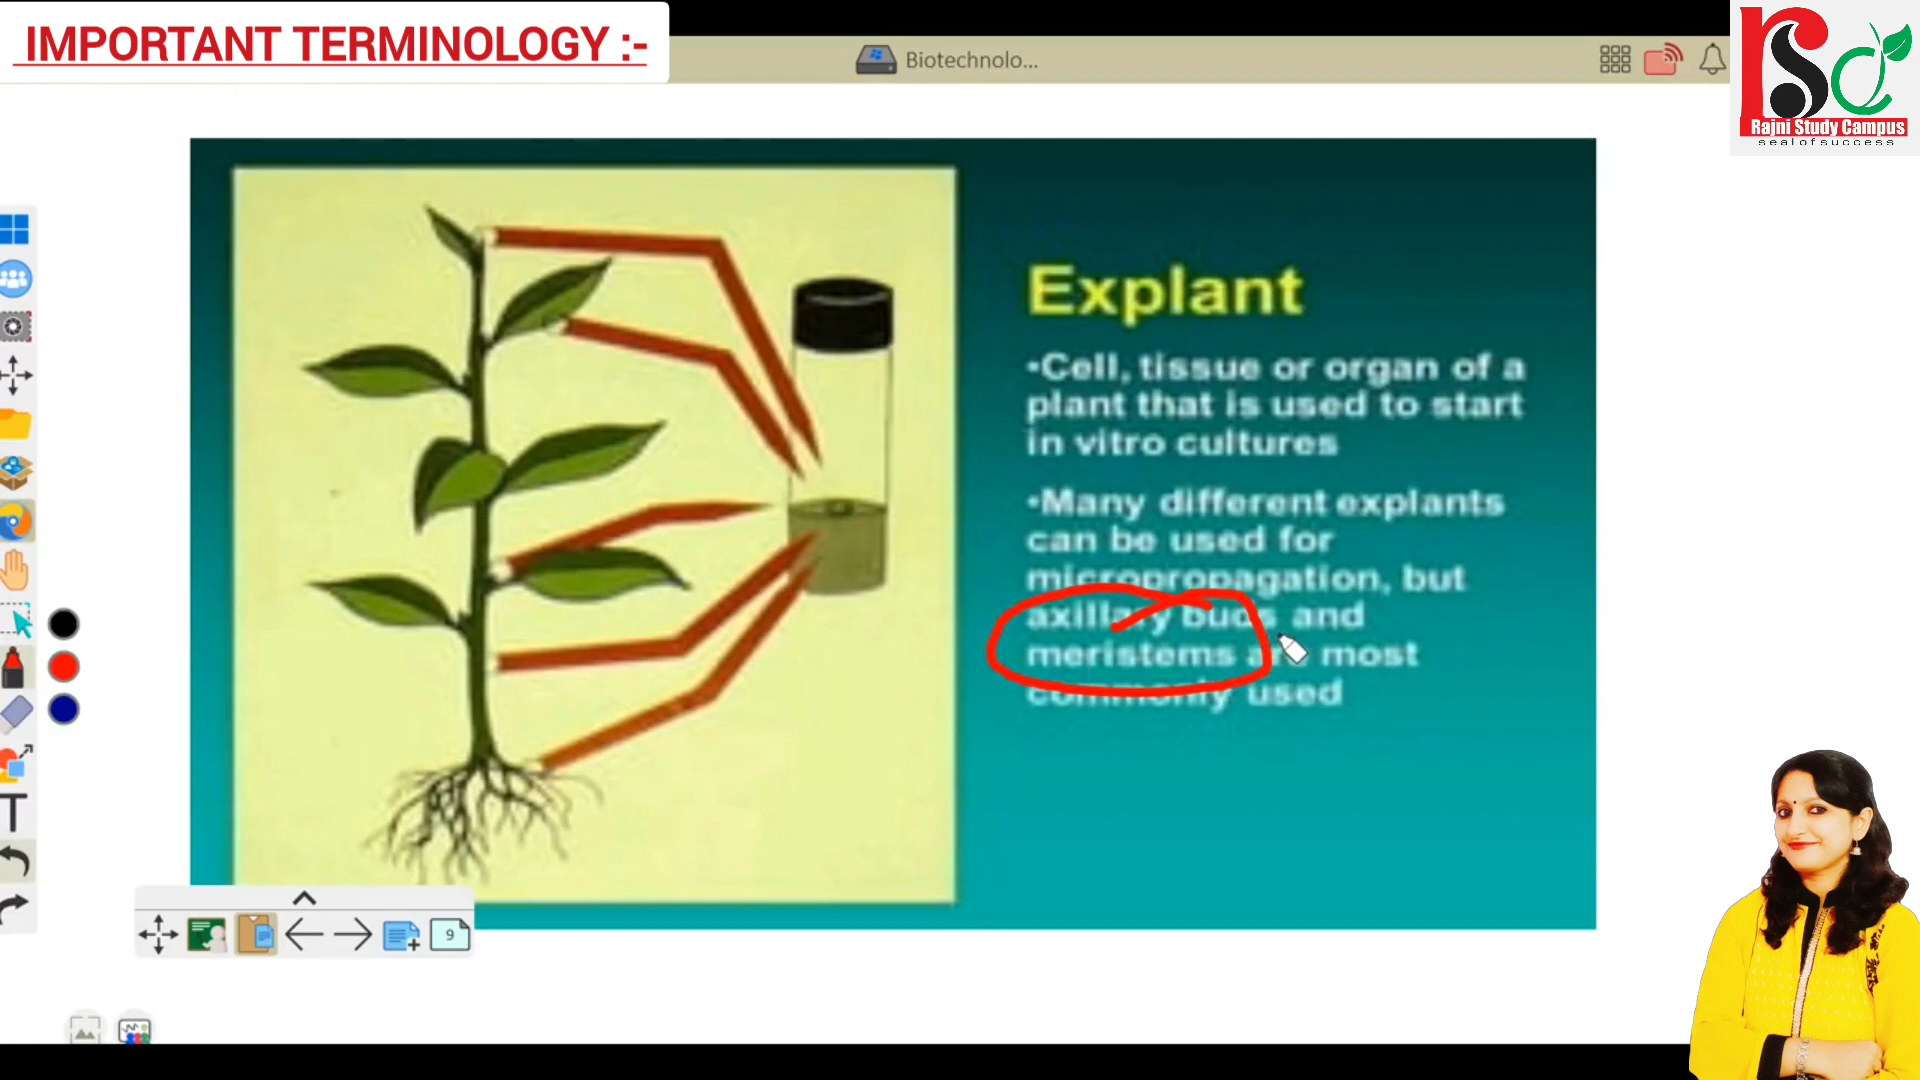 IMPORTANT TERMINOLOGY :-
Biotechnolo...
rsc
Rajni Study Campus
seal of success
Explant
•Cell, tissue or organ of a
plant that is used to start
in vitro cultures
•Many different explants
can be used for
micropropagation, but
axillary buds and
meristems are most
commonly used
T
9